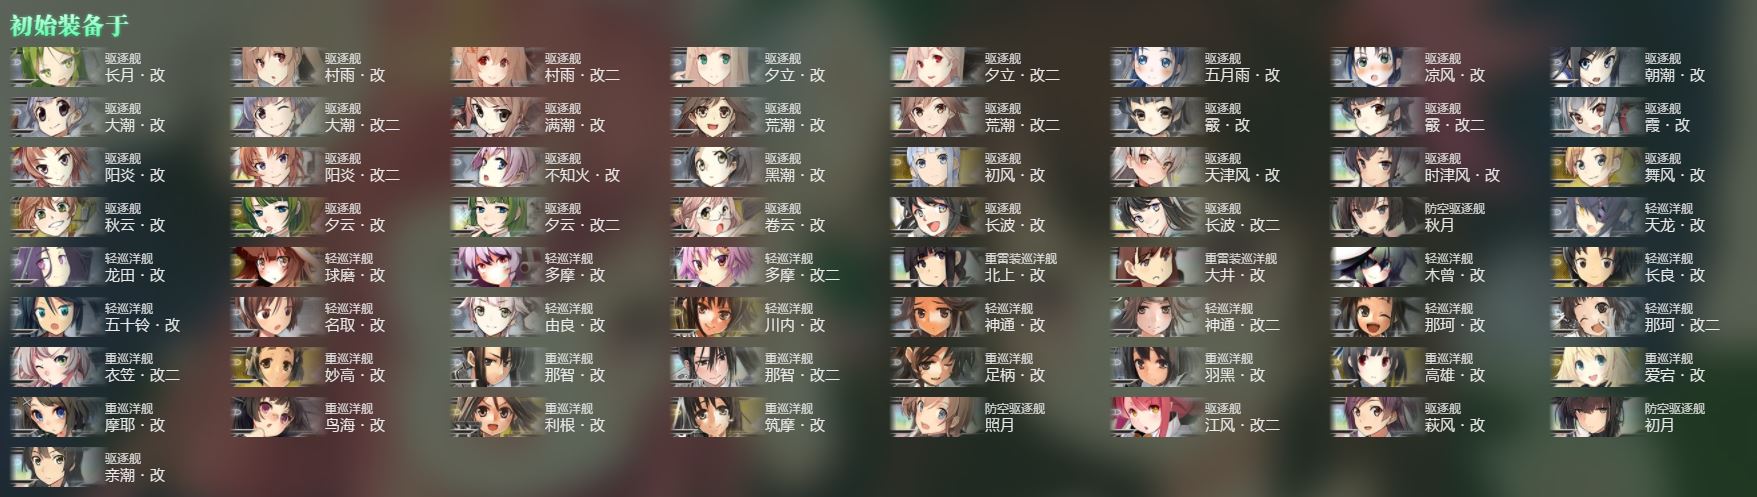 初始装备于
驱逐舰
长月·改
驱逐舰
村雨·改
驱逐舰
村雨·改二
驱逐舰
夕立·改
驱逐舰
夕立·改二
驱逐舰
五月雨·改
驱逐舰
凉风·改
驱逐舰
朝潮·改
驱逐舰
大潮·改
驱逐舰
大潮·改二
驱逐舰
满潮·改
驱逐舰
荒潮·改
驱逐舰
荒潮·改二
驱逐舰
霰·改
驱逐舰
霰·改二
驱逐舰
霞·改
驱逐舰
阳炎·改
驱逐舰
阳炎·改二
驱逐舰
不知火·改
驱逐舰
黑潮·改
驱逐舰
初风·改
驱逐舰
天津风·改
驱逐舰
时津风·改
驱逐舰
舞风·改
驱逐舰
秋云·改
驱逐舰
夕云·改
驱逐舰
夕云·改二
驱逐舰
卷云·改
驱逐舰
长波·改
驱逐舰
长波·改二
防空驱逐舰
秋月
轻巡洋舰
天龙·改
轻巡洋舰
龙田·改
轻巡洋舰
球磨·改
轻巡洋舰
多摩·改
轻巡洋舰
多摩·改二
重雷装巡洋舰
北上·改
重雷装巡洋舰
大井·改
轻巡洋舰
木曾·改
轻巡洋舰
长良·改
轻巡洋舰
五十铃·改
轻巡洋舰
名取·改
轻巡洋舰
由良·改
轻巡洋舰
川内·改
轻巡洋舰
神通·改
轻巡洋舰
神通·改二
轻巡洋舰
那珂·改
轻巡洋舰
那珂·改二
重巡洋舰
衣笠·改二
重巡洋舰
妙高·改
重巡洋舰
那智·改
重巡洋舰
那智·改二
重巡洋舰
足柄·改
重巡洋舰
羽黑·改
重巡洋舰
高雄·改
重巡洋舰
爱宕·改
重巡洋舰
摩耶·改
重巡洋舰
鸟海·改
重巡洋舰
利根·改
重巡洋舰
筑摩·改
防空驱逐舰
照月
驱逐舰
江风·改二
驱逐舰
萩风·改
防空驱逐舰
初月
驱逐舰
亲潮·改